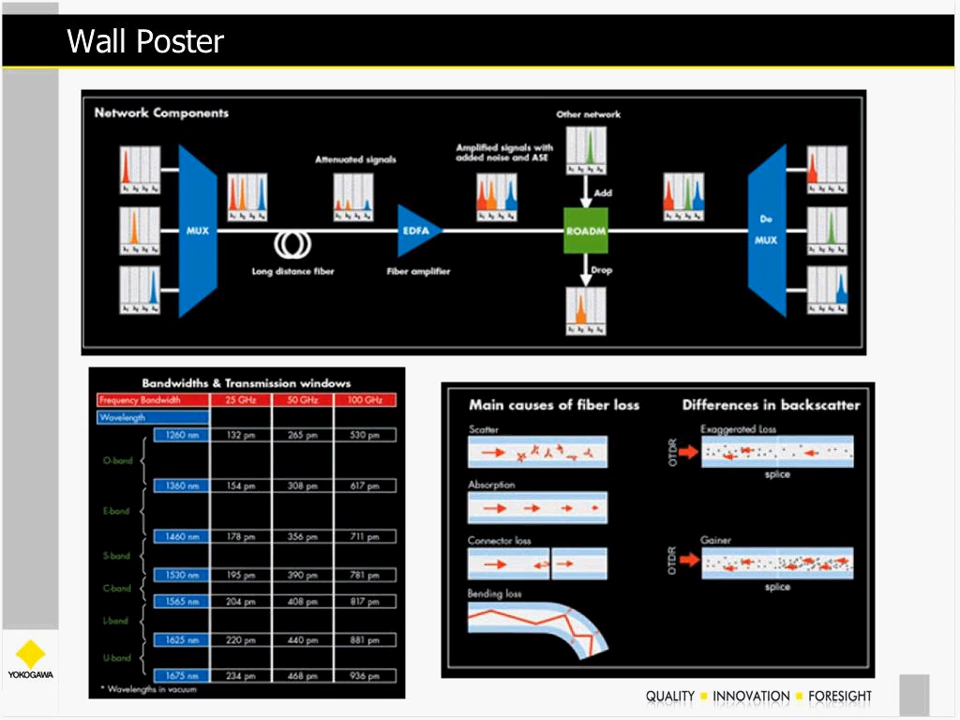 Wall Poster
Network Components
Other network
Attenuated signals
Amplified signals with
added noise and ASE
Add
MUX
EDFA
ROADM
De
MUX
Long distance fiber
Fiber amplifier
Drop
Bandwidths & Transmission windows
Frequency Bandwidth 25 GHz 50 GHz 100 GHz
Wavelength
1260 nm 132 pm 265 pm 530 pm
O-band
1360 nm 154 pm 308 pm 617 pm
E-band
1460 nm 178 pm 356 pm 711 pm
S-band
1530 nm 195 pm 390 pm 781 pm
C-band
1565 nm 204 pm 408 pm 817 pm
L-band
1625 nm 220 pm 440 pm 881 pm
U-band
1675 nm 234 pm 468 pm 936 pm
* Wavelengths in vacuum
Main causes of fiber loss
Scatter
Absorption
Connector loss
Bending loss
Differences in backscatter
Exaggerated Loss
OTDR
splice
Gainer
OTDR
splice
YOKOGAWA
QUALITY ■ INNOVATION ■ FORESIGHT